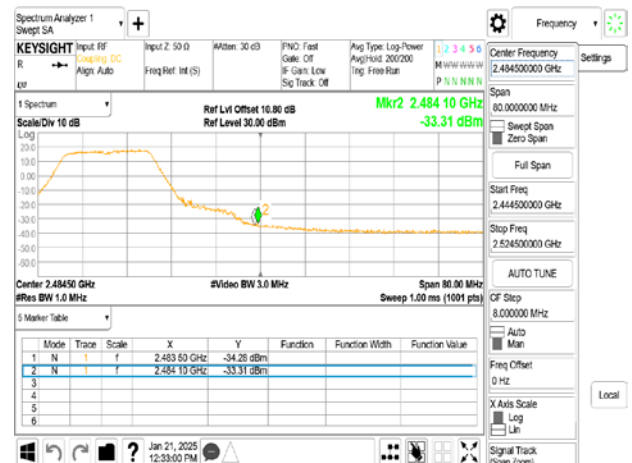 Spectrum Analyzer 1
Swept SA
Frequency
Settings
KEYSIGHT
R
Input: RF
Coupling: DC
Align: Auto
Input Z: 50 Ω
Freq Ref: Int (S)
#Atten: 30 dB
PNO: Fast
Gate: Off
IF Gain: Low
Sig Track: Off
Avg Type: Log-Power
Avg|Hold: 200/200
Trig: Free Run
1 2 3 4 5 6
M W W W W W
P N N N N N
Center Frequency
2.484500000 GHz
Span
80.0000000 MHz
Swept Span
Zero Span
Full Span
Start Freq
2.444500000 GHz
Stop Freq
2.524500000 GHz
AUTO TUNE
CF Step
8.000000 MHz
Auto
Man
Freq Offset
0 Hz
X Axis Scale
Log
Lin
Signal Track
(Span Zoom)
Local
1 Spectrum
Scale/Div 10 dB
Ref Lvl Offset 10.80 dB
Ref Level 30.00 dBm
Mkr2 2.484 10 GHz
-33.31 dBm
Log
20.0
10.0
0.00
-10.0
-20.0
-30.0
-40.0
-50.0
-60.0
2
Center 2.48450 GHz
#Res BW 1.0 MHz
#Video BW 3.0 MHz
Span 80.00 MHz
Sweep 1.00 ms (1001 pts)
5 Marker Table
Mode Trace Scale X Y Function Function Width Function Value
1 N 1 f 2.483 50 GHz -34.28 dBm
2 N 1 f 2.484 10 GHz -33.31 dBm
3
4
5
6
?
Jan 21, 2025
12:33:00 PM